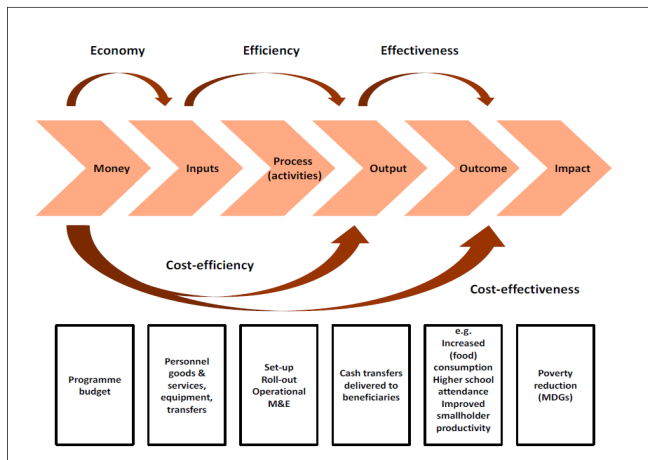 Economy
Efficiency
Effectiveness
Money
Inputs
Process
(activities)
Output
Outcome
Impact
Cost-efficiency
Cost-effectiveness
Programme
budget
Personnel
goods &
services,
equipment,
transfers
Set-up
Roll-out
Operational
M&E
Cash transfers
delivered to
beneficiaries
e.g.
Increased
(food)
consumption
Higher school
attendance
Improved
smallholder
productivity
Poverty
reduction
(MDGs)